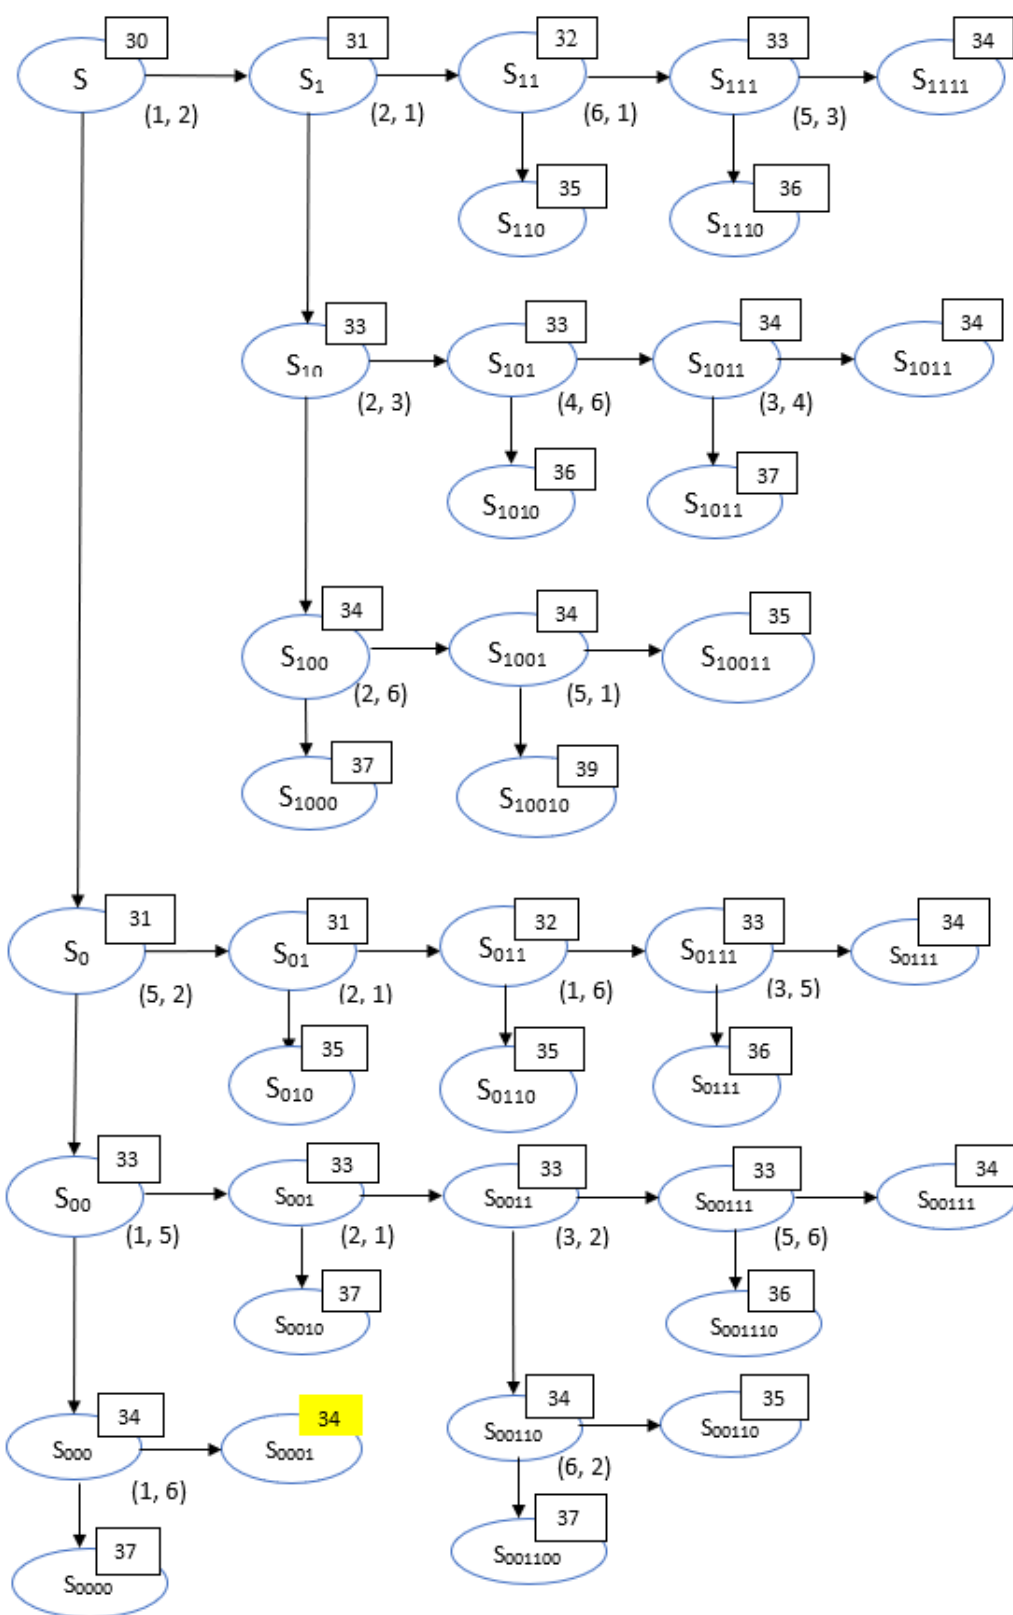 30 31 32 33 34
S S₁ S₁₁ S₁₁₁ S₁₁₁₁
(1, 2) (2, 1) (6, 1) (5, 3)
35 36
S₁₁₀ S₁₁₁₀
33 33 34 34
S₁₀ S₁₀₁ S₁₀₁₁ S₁₀₁₁
(2, 3) (4, 6) (3, 4)
36 37
S₁₀₁₀ S₁₀₁₁
34 34 35
S₁₀₀ S₁₀₀₁ S₁₀₀₁₁
(2, 6) (5, 1)
37 39
S₁₀₀₀ S₁₀₀₁₀
31 31 32 33 34
S₀ S₀₁ S₀₁₁ S₀₁₁₁ S₀₁₁₁
(5, 2) (2, 1) (1, 6) (3, 5)
35 35 36
S₀₁₀ S₀₁₁₀ S₀₁₁₁
33 33 33 33 34
S₀₀ S₀₀₁ S₀₀₁₁ S₀₀₁₁₁ S₀₀₁₁₁
(1, 5) (2, 1) (3, 2) (5, 6)
37 36
S₀₀₁₀ S₀₀₁₁₁₀
34 34 34 35
S₀₀₀ S₀₀₀₁ S₀₀₁₁₀ S₀₀₁₁₀
(1, 6) (6, 2)
37 37
S₀₀₀₀ S₀₀₁₁₀₀